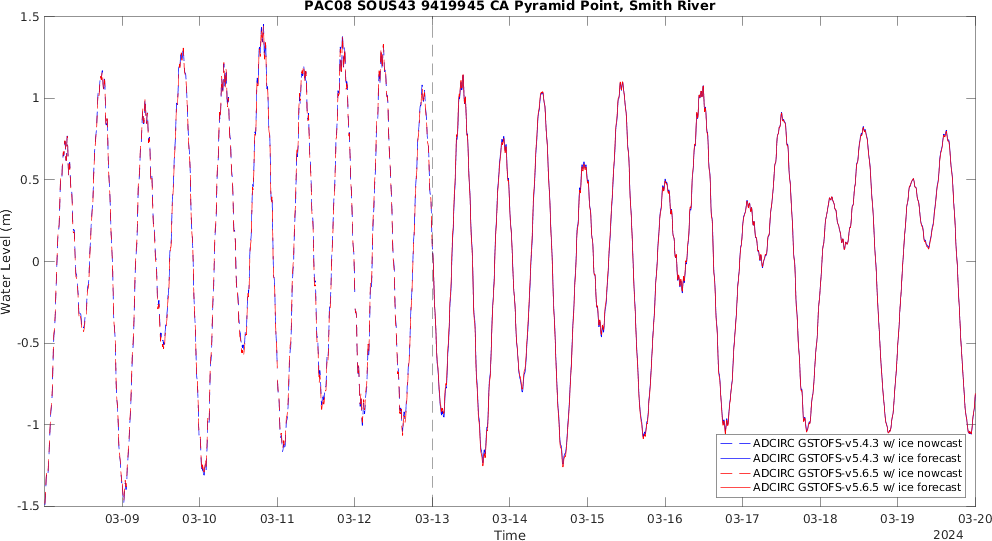 PAC08 SOUS43 9419945 CA Pyramid Point, Smith River
1.5
1
0.5
0
-0.5
-1
-1.5
Water Level (m)
03-09 03-10 03-11 03-12 03-13 03-14 03-15 03-16 03-17 03-18 03-19 03-20
Time
2024
ADCIRC GSTOFS-v5.4.3 w/ ice nowcast
ADCIRC GSTOFS-v5.4.3 w/ ice forecast
ADCIRC GSTOFS-v5.6.5 w/ ice nowcast
ADCIRC GSTOFS-v5.6.5 w/ ice forecast